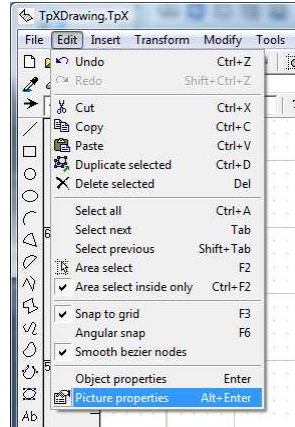 TpXDrawing.TpX
File Edit Insert Transform Modify Tools
Undo Ctrl+Z
Redo Shift+Ctrl+Z
Cut Ctrl+X
Copy Ctrl+C
Paste Ctrl+V
Duplicate selected Ctrl+D
Delete selected Del
Select all Ctrl+A
Select next Tab
Select previous Shift+Tab
Area select F2
Area select inside only Ctrl+F2
Snap to grid F3
Angular snap F6
Smooth bezier nodes
Object properties Enter
Picture properties Alt+Enter
6
5
Ab